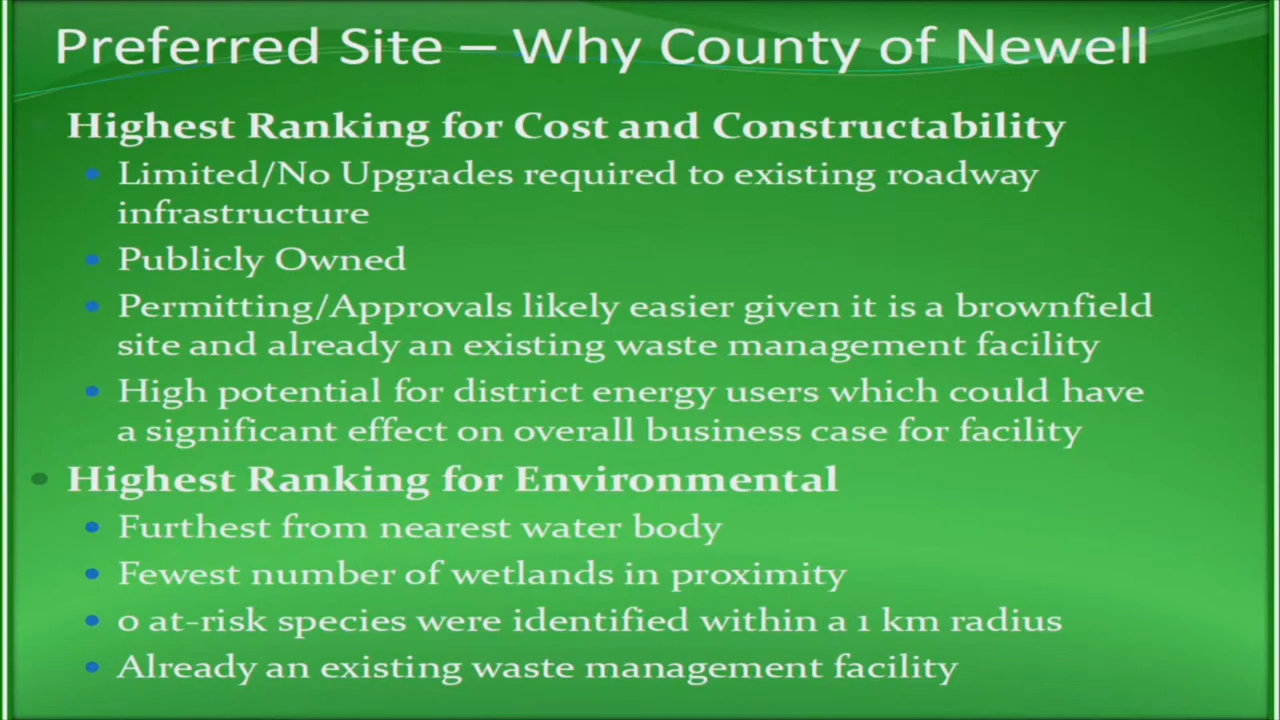 Preferred Site – Why County of Newell
Highest Ranking for Cost and Constructability
Limited/No Upgrades required to existing roadway
infrastructure
Publicly Owned
Permitting/Approvals likely easier given it is a brownfield
site and already an existing waste management facility
High potential for district energy users which could have
a significant effect on overall business case for facility
Highest Ranking for Environmental
Furthest from nearest water body
Fewest number of wetlands in proximity
0 at-risk species were identified within a 1 km radius
Already an existing waste management facility